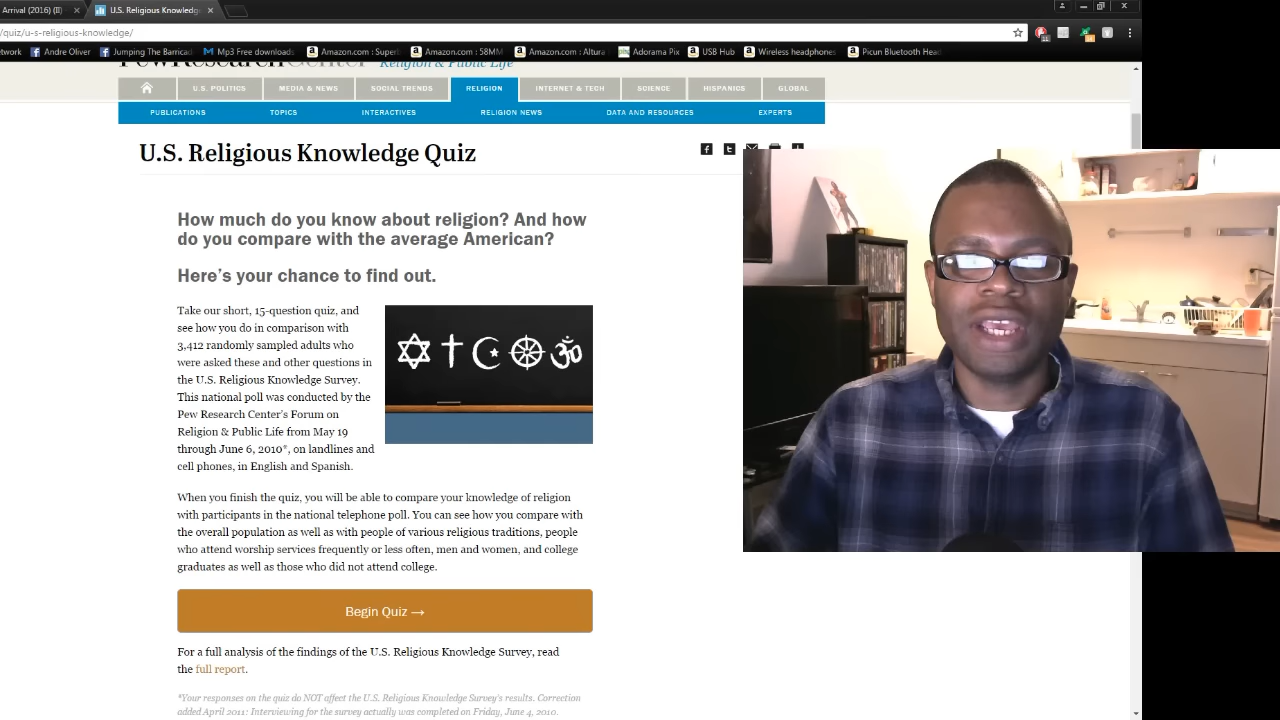 Arrival (2016) (II)
U.S. Religious Knowledge
/quiz/u-s-religious-knowledge/
Andre Oliver
Jumping The Barricad
Mp3 Free downloads
Amazon.com : Superb
Amazon.com : 58MM
Amazon.com : Altura
Adorama Pix
USB Hub
Wireless headphones
Picun Bluetooth Head
PewResearchCenter Religion & Public Life
U.S. POLITICS MEDIA & NEWS SOCIAL TRENDS RELIGION INTERNET & TECH SCIENCE HISPANICS GLOBAL
PUBLICATIONS TOPICS INTERACTIVES RELIGION NEWS DATA AND RESOURCES EXPERTS
U.S. Religious Knowledge Quiz
How much do you know about religion? And how
do you compare with the average American?
Here's your chance to find out.
Take our short, 15-question quiz, and
see how you do in comparison with
3,412 randomly sampled adults who
were asked these and other questions in
the U.S. Religious Knowledge Survey.
This national poll was conducted by the
Pew Research Center's Forum on
Religion & Public Life from May 19
through June 6, 2010*, on landlines and
cell phones, in English and Spanish.
When you finish the quiz, you will be able to compare your knowledge of religion
with participants in the national telephone poll. You can see how you compare with
the overall population as well as with people of various religious traditions, people
who attend worship services frequently or less often, men and women, and college
graduates as well as those who did not attend college.
Begin Quiz →
For a full analysis of the findings of the U.S. Religious Knowledge Survey, read
the full report.
*Your responses on the quiz do NOT affect the U.S. Religious Knowledge Survey's results. Correction
added April 2011: Interviewing for the survey actually was completed on Friday, June 4, 2010.